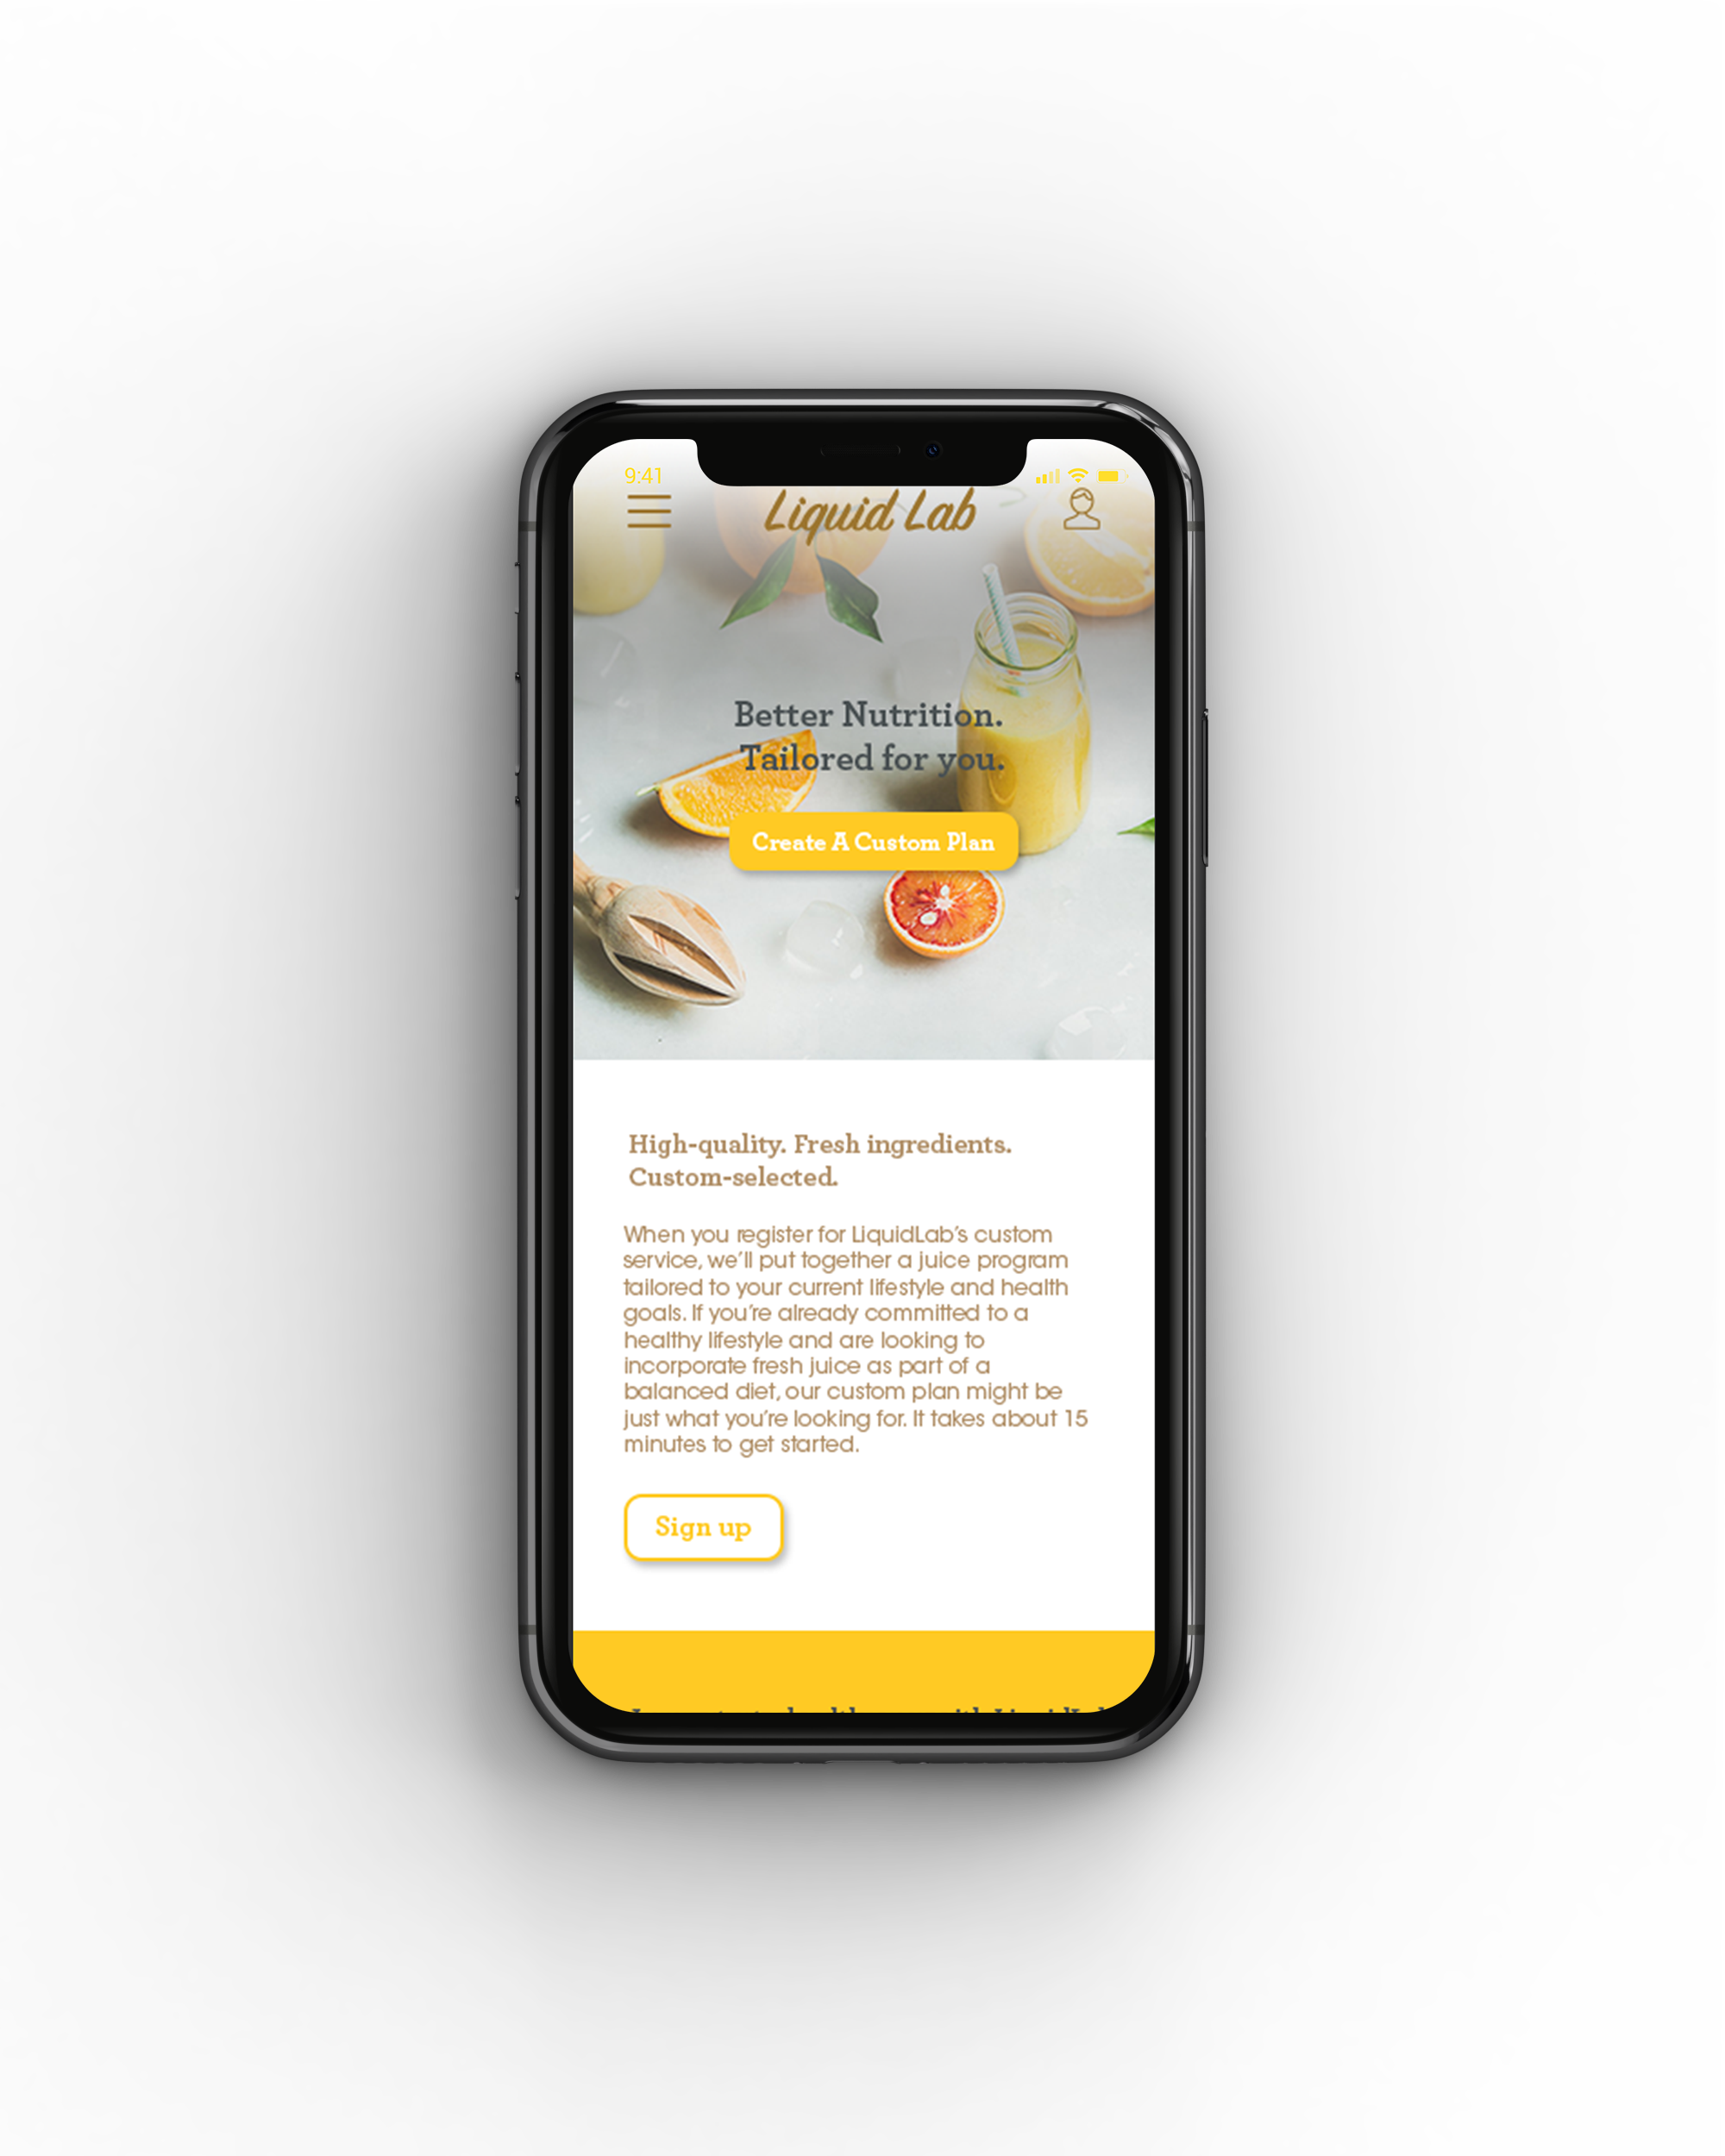 9:41
Liquid Lab
Better Nutrition.
Tailored for you.
Create A Custom Plan
High-quality. Fresh ingredients.
Custom-selected.
When you register for LiquidLab’s custom
service, we’ll put together a juice program
tailored to your current lifestyle and health
goals. If you’re already committed to a
healthy lifestyle and are looking to
incorporate fresh juice as part of a
balanced diet, our custom plan might be
just what you’re looking for. It takes about 15
minutes to get started.
Sign up